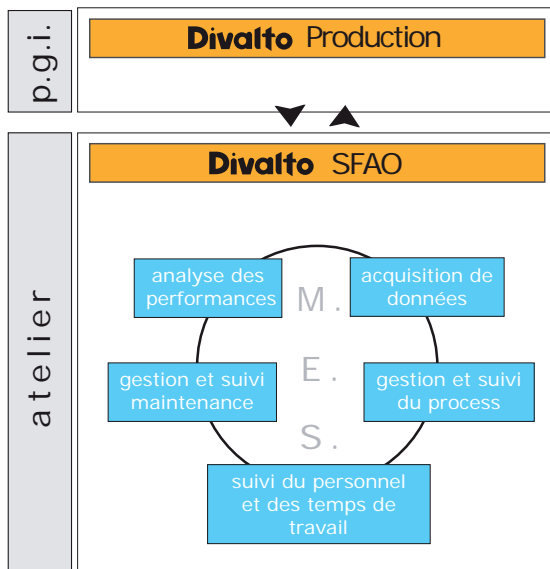 p.g.i.
Divalto Production
atelier
Divalto SFAO
analyse des
performances
acquisition de
données
M.
E.
S.
gestion et suivi
maintenance
gestion et suivi
du process
suivi du personnel
et des temps de
travail